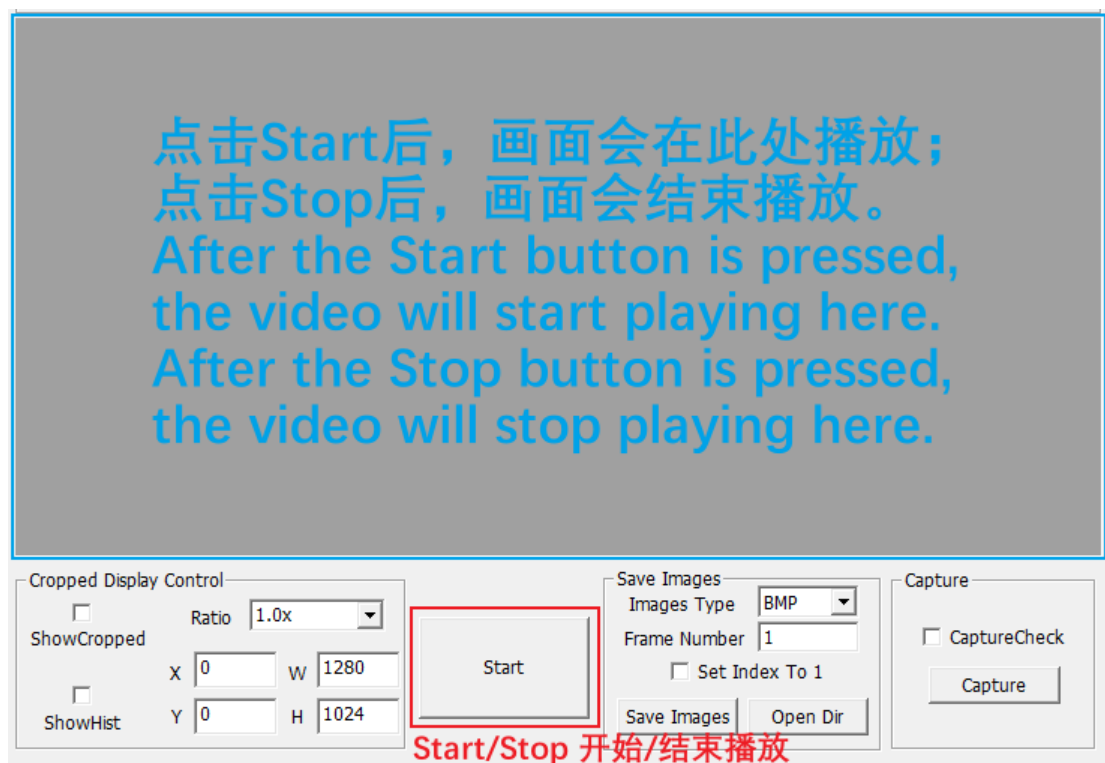 点击Start后，画面会在此处播放；
点击Stop后，画面会结束播放。
After the Start button is pressed,
the video will start playing here.
After the Stop button is pressed,
the video will stop playing here.
Cropped Display Control
ShowCropped
Ratio 1.0x
X 0 W 1280
ShowHist
Y 0 H 1024
Start
Start/Stop 开始/结束播放
Save Images
Images Type BMP
Frame Number 1
Set Index To 1
Save Images Open Dir
Capture
CaptureCheck
Capture